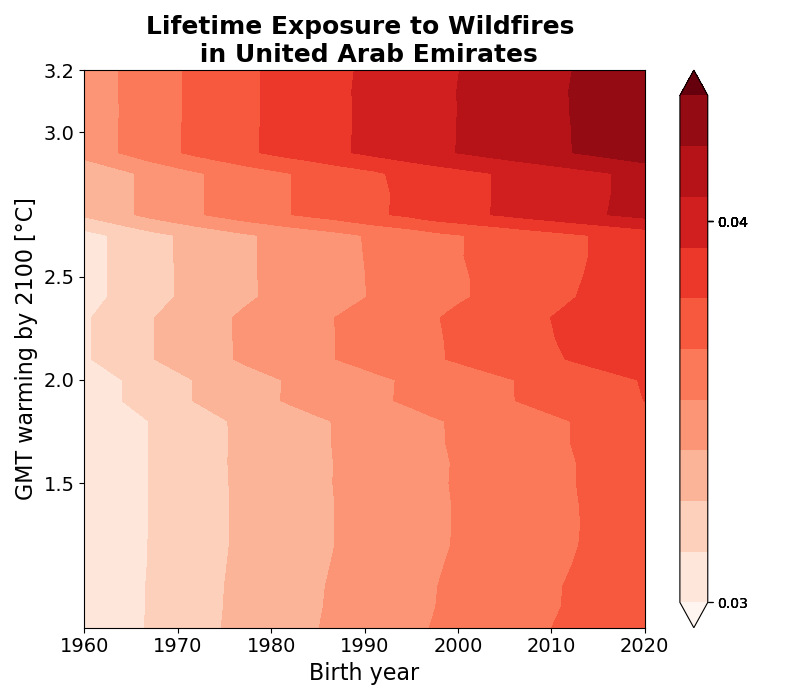 Lifetime Exposure to Wildfires
in United Arab Emirates
GMT warming by 2100 [°C]
3.2
3.0
2.5
2.0
1.5
1960 1970 1980 1990 2000 2010 2020
Birth year
0.04
0.03